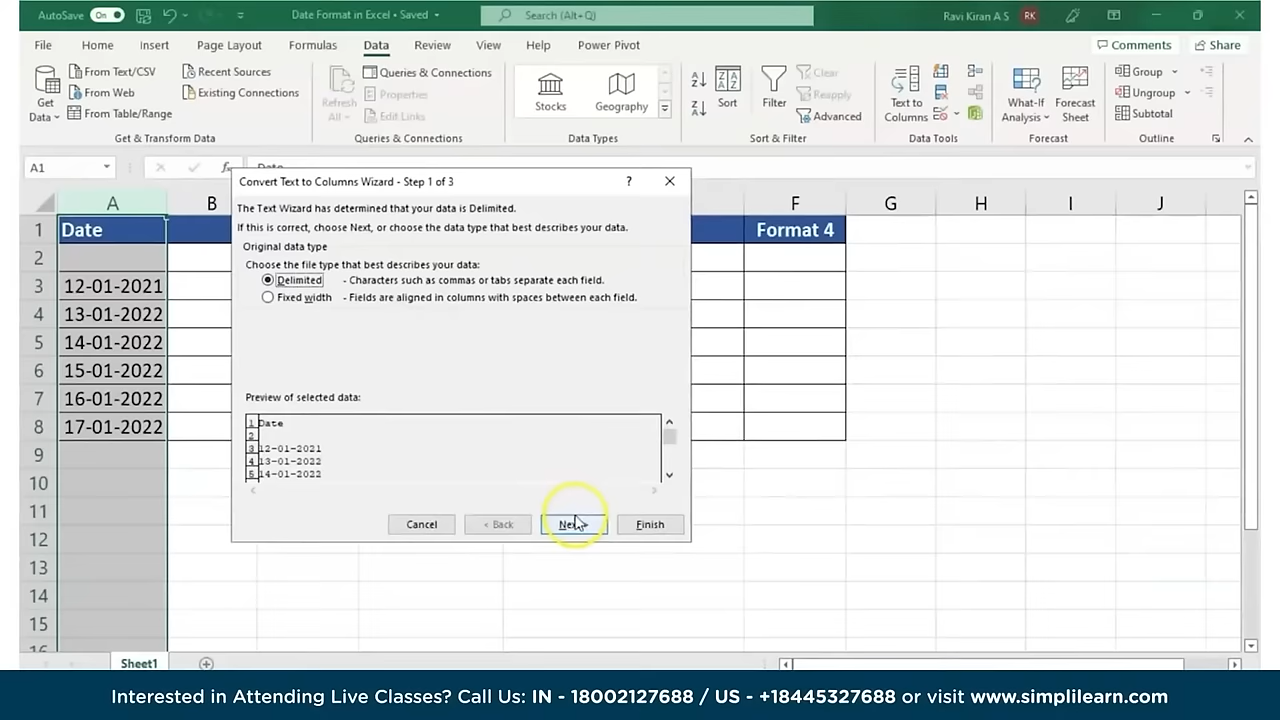 AutoSave On Date Format in Excel • Saved Search (Alt+Q) Ravi Kiran A S RK
File Home Insert Page Layout Formulas Data Review View Help Power Pivot Comments Share
Get Data
From Text/CSV
From Web
From Table/Range
Recent Sources
Existing Connections
Get & Transform Data
Refresh All
Queries & Connections
Properties
Edit Links
Queries & Connections
Stocks
Geography
Data Types
Sort
Filter
Clear
Reapply
Advanced
Sort & Filter
Text to Columns
Data Tools
What-If Analysis
Forecast Sheet
Forecast
Group
Ungroup
Subtotal
Outline
A1
A B F G H I J
1 Date Format 4
2
3 12-01-2021
4 13-01-2022
5 14-01-2022
6 15-01-2022
7 16-01-2022
8 17-01-2022
9
10
11
12
13
14
15
Convert Text to Columns Wizard - Step 1 of 3 ?
The Text Wizard has determined that your data is Delimited.
If this is correct, choose Next, or choose the data type that best describes your data.
Original data type
Choose the file type that best describes your data:
Delimited - Characters such as commas or tabs separate each field.
Fixed width - Fields are aligned in columns with spaces between each field.
Preview of selected data:
1 Date
2
3 12-01-2021
4 13-01-2022
5 14-01-2022
Cancel < Back Next > Finish
Sheet1
Interested in Attending Live Classes? Call Us: IN - 18002127688 / US - +18445327688 or visit www.simplilearn.com